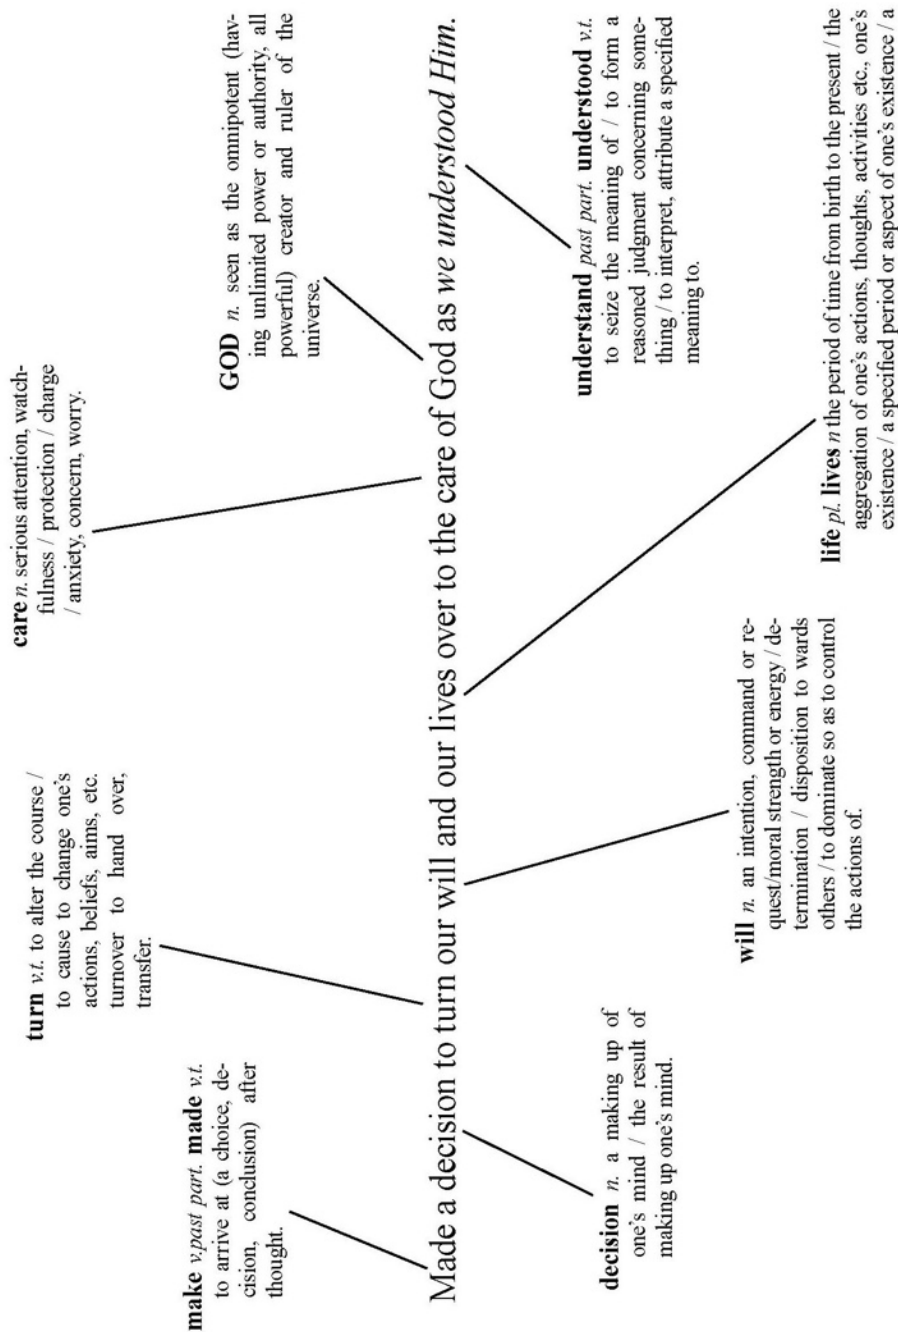 make v.past part. made v.t.
to arrive at (a choice, de-
cision, conclusion) after
thought.
turn v.t. to alter the course /
to cause to change one's
actions, beliefs, aims, etc.
turnover to hand over,
transfer.
care n. serious attention, watch-
fulness / protection / charge
/ anxiety, concern, worry.
GOD n. seen as the omnipotent (hav-
ing unlimited power or authority, all
powerful) creator and ruler of the
universe.
Made a decision to turn our will and our lives over to the care of God as we understood Him.
decision n. a making up of
one's mind / the result of
making up one's mind.
will n. an intention, command or re-
quest/moral strength or energy / de-
termination / disposition to wards
others / to dominate so as to control
the actions of.
life pl. lives n the period of time from birth to the present / the
aggregation of one's actions, thoughts, activities etc., one's
existence / a specified period or aspect of one's existence / a
understand past part. understood v.t.
to seize the meaning of / to form a
reasoned judgment concerning some-
thing / to interpret, attribute a specified
meaning to.